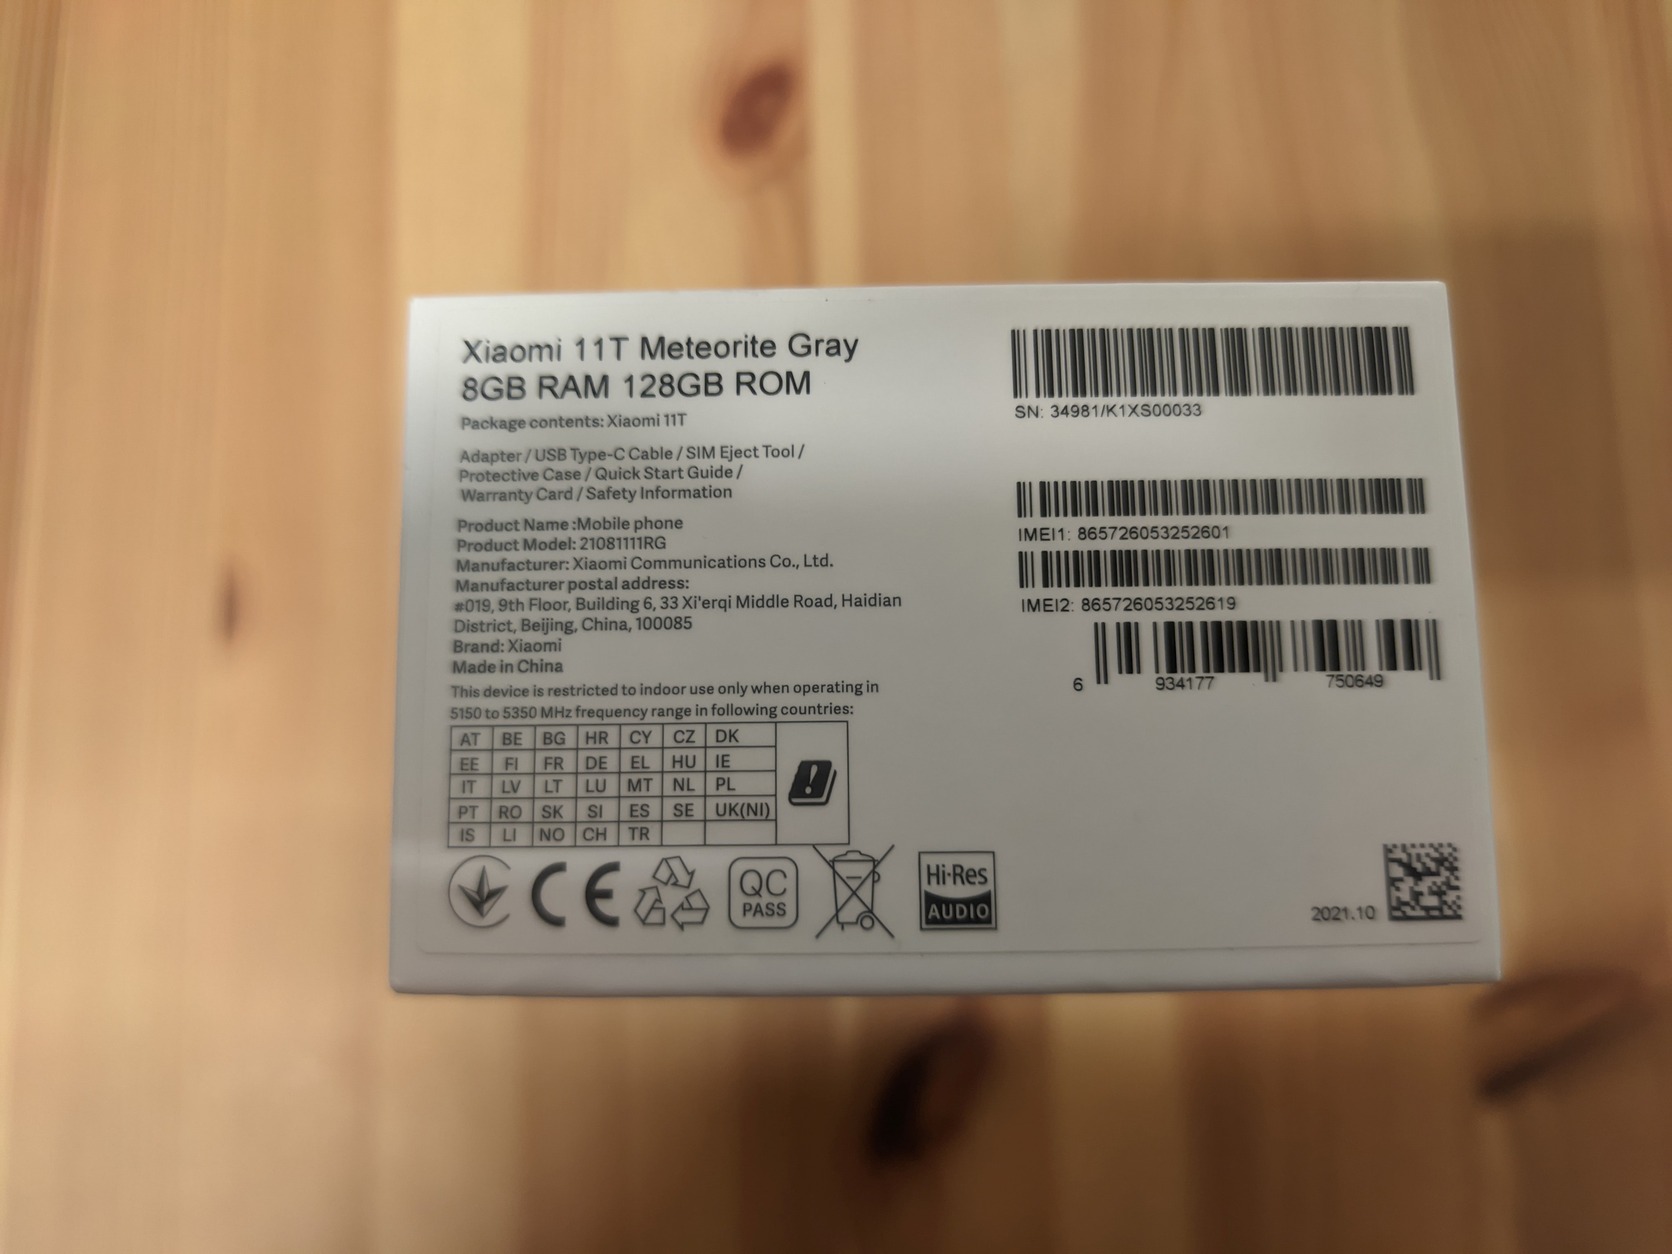 Xiaomi 11T Meteorite Gray
8GB RAM 128GB ROM
Package contents: Xiaomi 11T
Adapter / USB Type-C Cable / SIM Eject Tool /
Protective Case / Quick Start Guide /
Warranty Card / Safety Information
Product Name :Mobile phone
Product Model: 21081111RG
Manufacturer: Xiaomi Communications Co., Ltd.
Manufacturer postal address:
#019, 9th Floor, Building 6, 33 Xi'erqi Middle Road, Haidian
District, Beijing, China, 100085
Brand: Xiaomi
Made in China
This device is restricted to indoor use only when operating in
5150 to 5350 MHz frequency range in following countries:
AT BE BG HR CY CZ DK
EE FI FR DE EL HU IE
IT LV LT LU MT NL PL
PT RO SK SI ES SE UK(NI)
IS LI NO CH TR
CE
QC
PASS
Hi-Res
AUDIO
SN: 34981/K1XS00033
IMEI1: 865726053252601
IMEI2: 865726053252619
6 934177 750649
2021.10